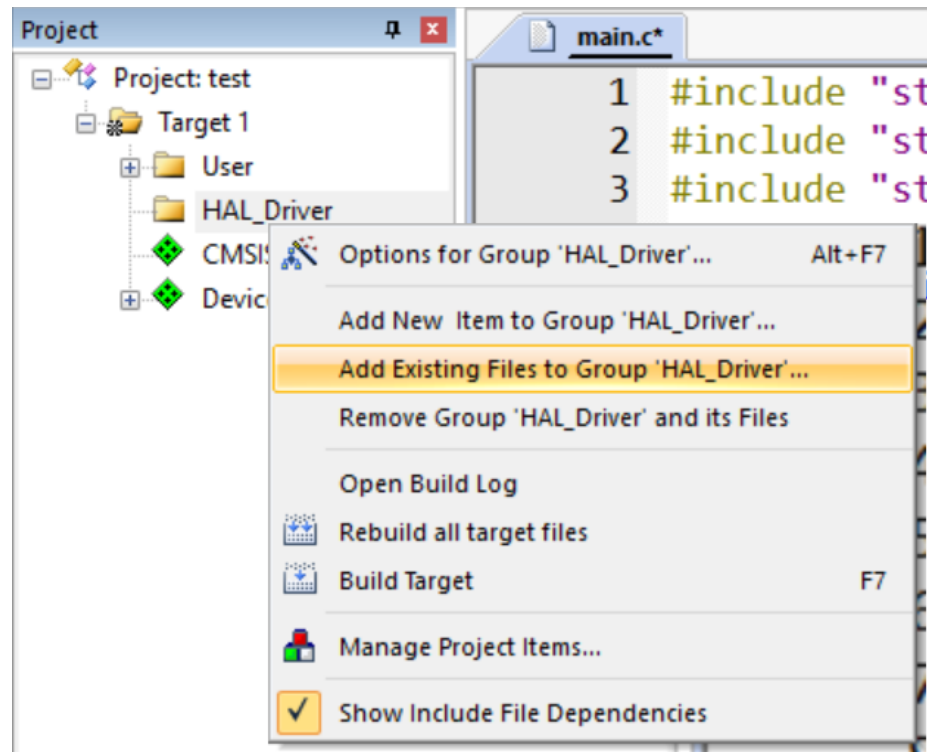 Project
main.c*
Project: test
Target 1
User
HAL_Driver
CMSIS
Devic
1 #include "st
2 #include "st
3 #include "st
Options for Group 'HAL_Driver'... Alt+F7
Add New Item to Group 'HAL_Driver'...
Add Existing Files to Group 'HAL_Driver'...
Remove Group 'HAL_Driver' and its Files
Open Build Log
Rebuild all target files
Build Target F7
Manage Project Items...
Show Include File Dependencies